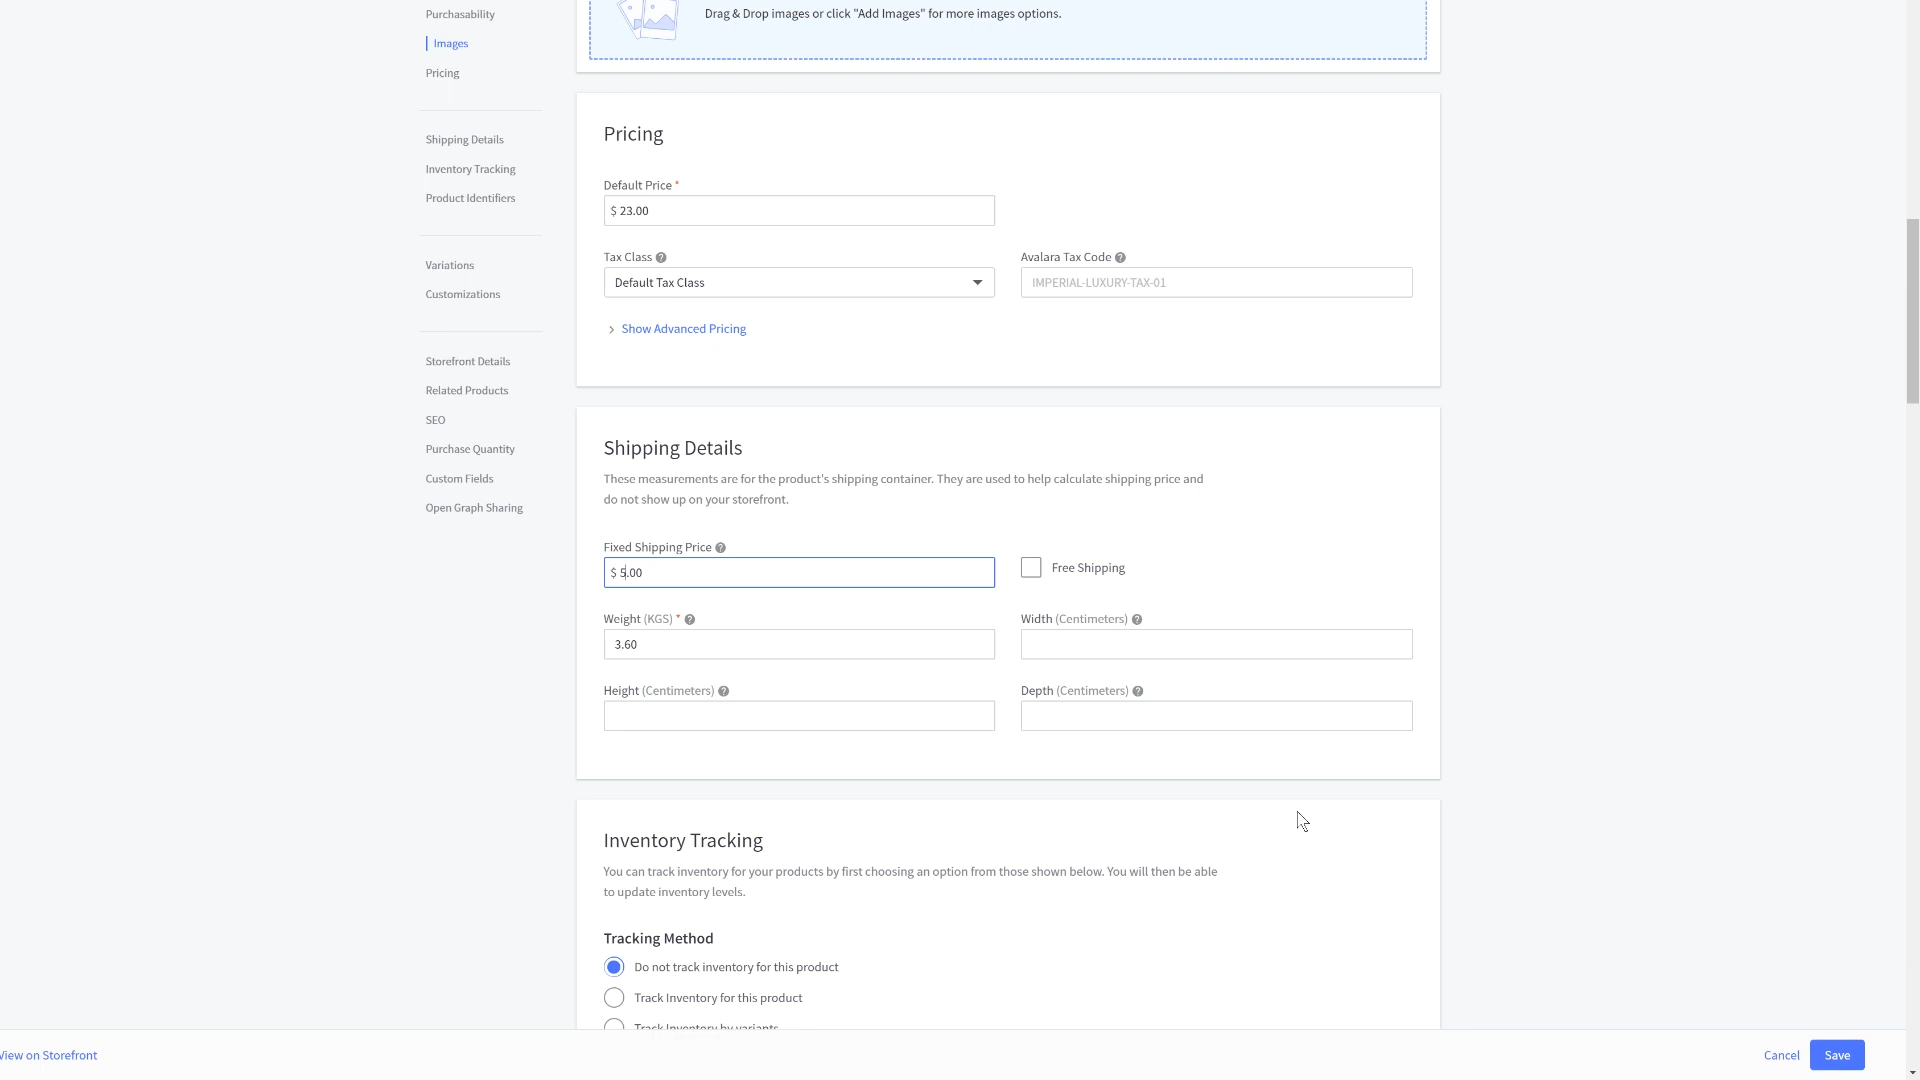 Purchasability
Images
Pricing
Shipping Details
Inventory Tracking
Product Identifiers
Variations
Customizations
Storefront Details
Related Products
SEO
Purchase Quantity
Custom Fields
Open Graph Sharing
Drag & Drop images or click "Add Images" for more images options.
Pricing
Default Price *
$ 23.00
Tax Class ?
Avalara Tax Code ?
Default Tax Class
IMPERIAL-LUXURY-TAX-01
Show Advanced Pricing
Shipping Details
These measurements are for the product's shipping container. They are used to help calculate shipping price and
do not show up on your storefront.
Fixed Shipping Price ?
$ 5.00
Free Shipping
Weight (KGS) * ?
Width (Centimeters) ?
3.60
Height (Centimeters) ?
Depth (Centimeters) ?
Inventory Tracking
You can track inventory for your products by first choosing an option from those shown below. You will then be able
to update inventory levels.
Tracking Method
Do not track inventory for this product
Track Inventory for this product
Track Inventory by variants
View on Storefront
Cancel
Save